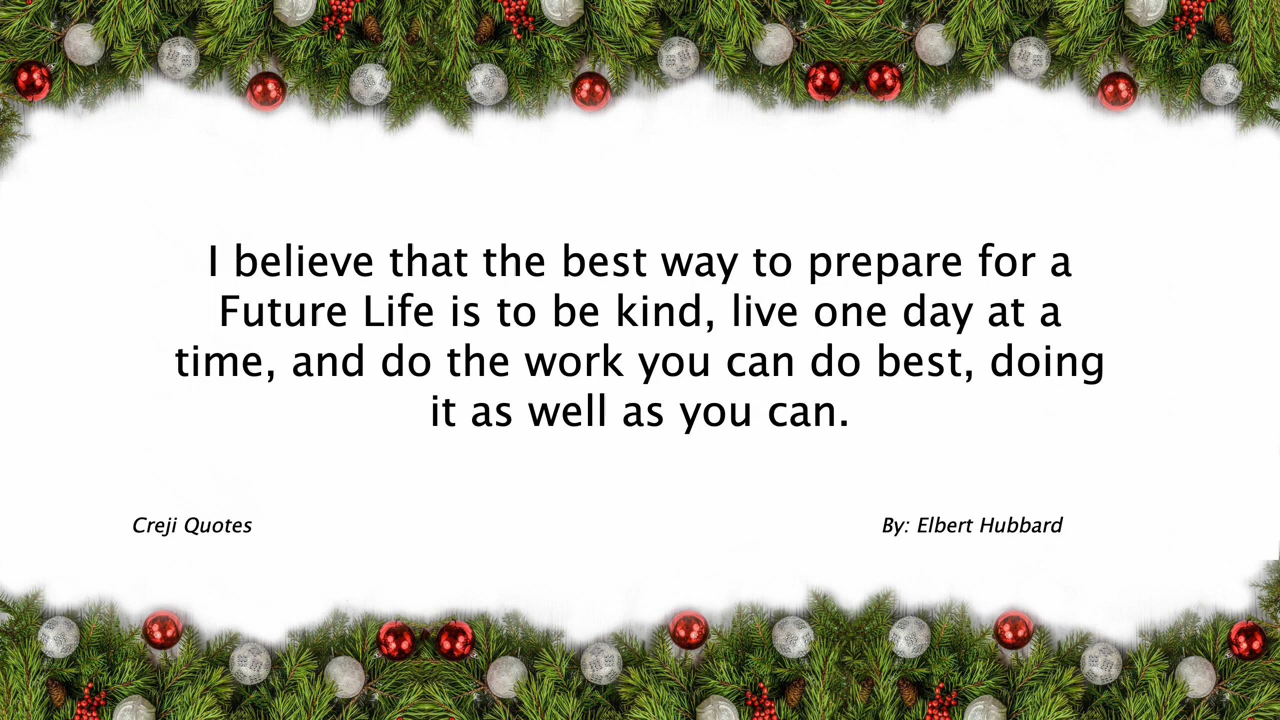 I believe that the best way to prepare for a
Future Life is to be kind, live one day at a
time, and do the work you can do best, doing
it as well as you can.
Creji Quotes
By: Elbert Hubbard